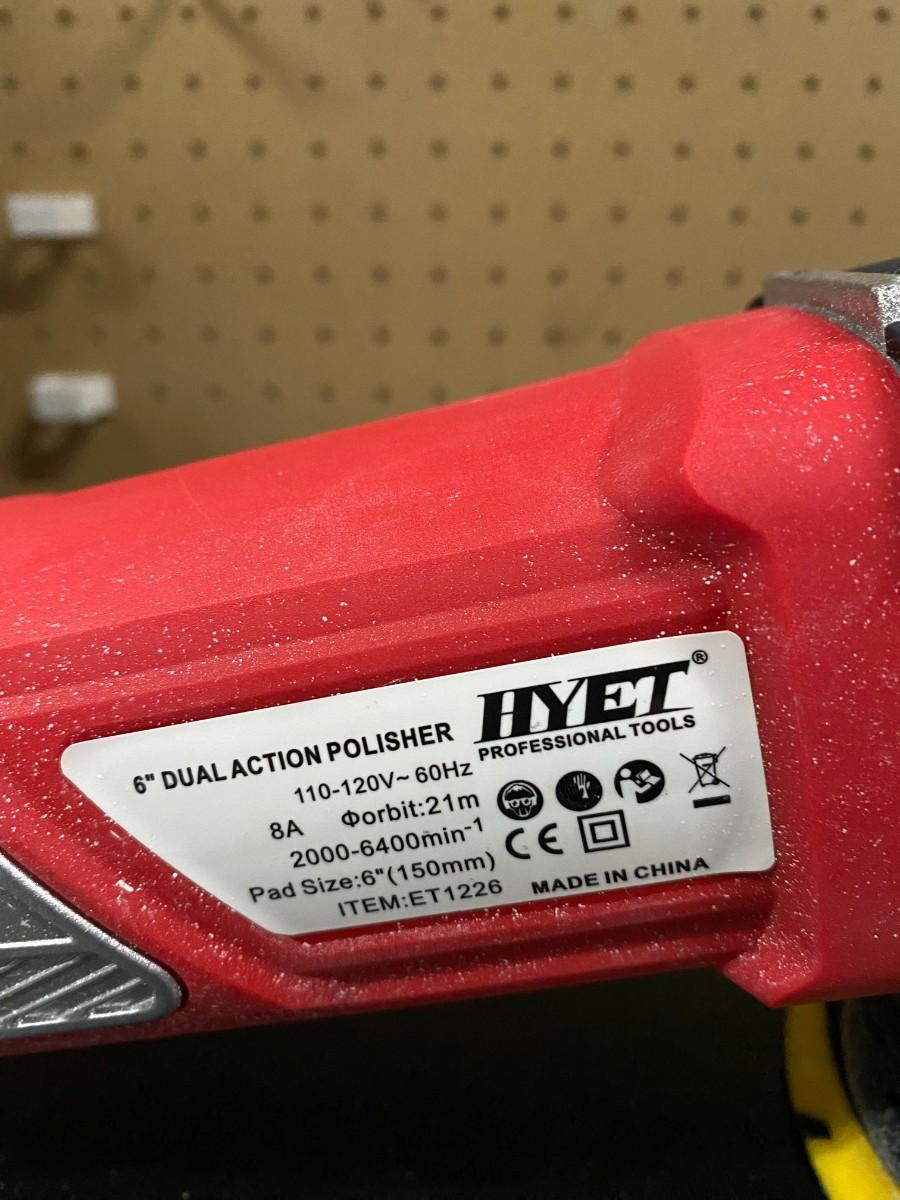 HYET®
PROFESSIONAL TOOLS
6" DUAL ACTION POLISHER
110-120V~ 60Hz
8A Φorbit:21m
2000-6400min-1
Pad Size:6"(150mm)
ITEM:ET1226
CE
MADE IN CHINA